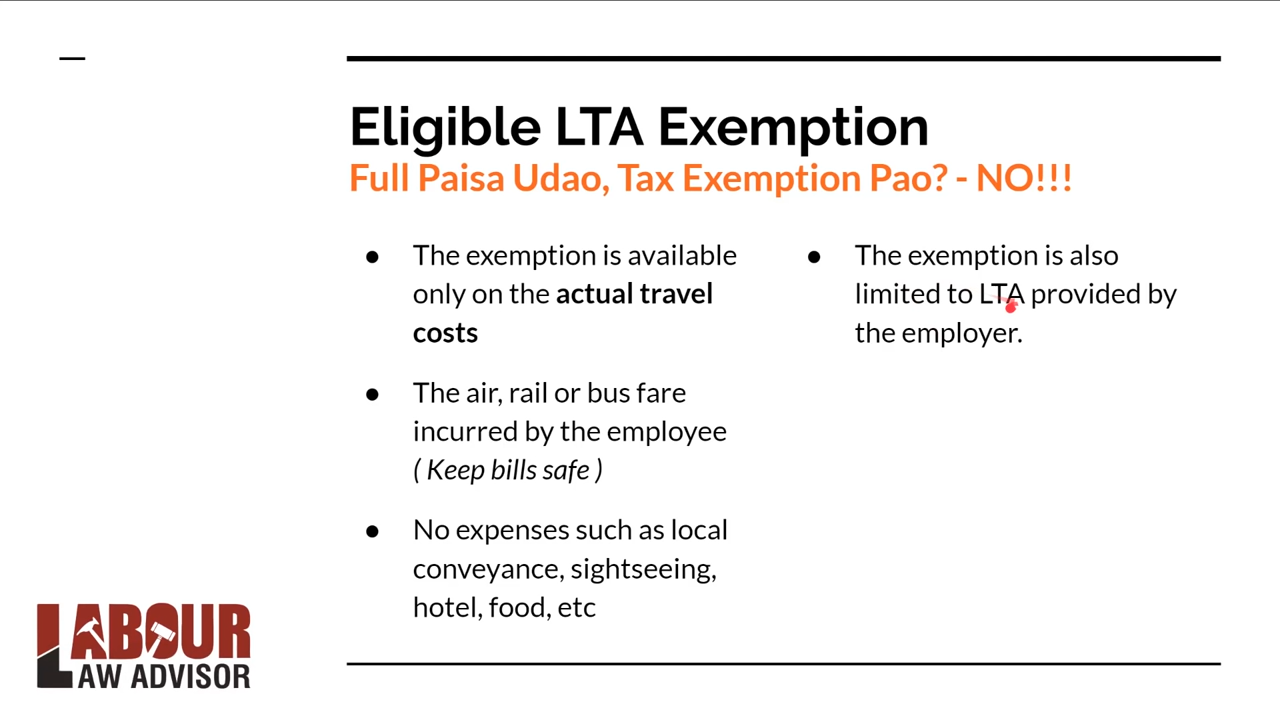 Eligible LTA Exemption
Full Paisa Udao, Tax Exemption Pao? - NO!!!
● The exemption is available
only on the actual travel
costs
● The air, rail or bus fare
incurred by the employee
( Keep bills safe )
● No expenses such as local
conveyance, sightseeing,
hotel, food, etc
● The exemption is also
limited to LTA provided by
the employer.
LABOUR
LAW ADVISOR